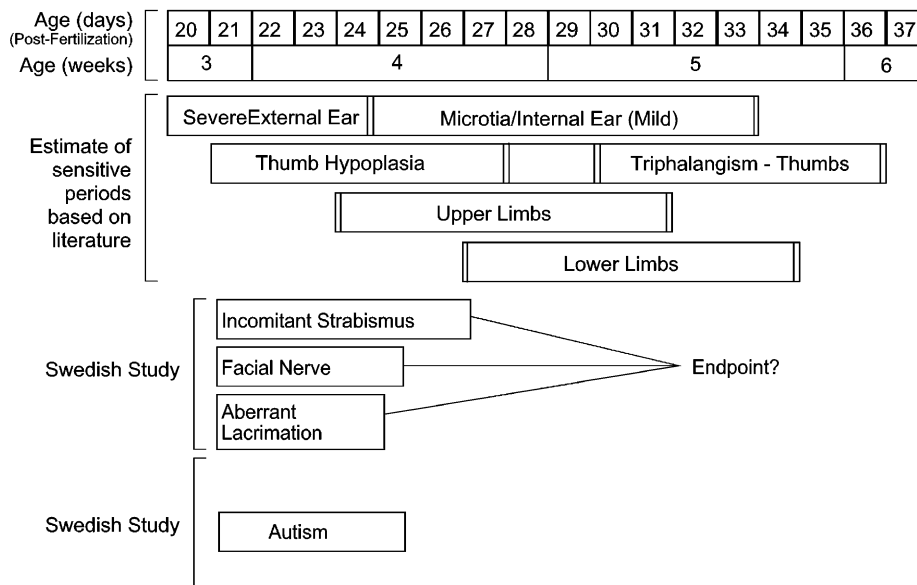 Age (days) 20 21 22 23 24 25 26 27 28 29 30 31 32 33 34 35 36 37
(Post-Fertilization)
Age (weeks) 3 4 5 6
SevereExternal Ear Microtia/Internal Ear (Mild)
Estimate of
sensitive
periods
based on
literature
Thumb Hypoplasia Triphalangism - Thumbs
Upper Limbs
Lower Limbs
Swedish Study
Incomitant Strabismus
Facial Nerve
Aberrant
Lacrimation
Endpoint?
Swedish Study
Autism